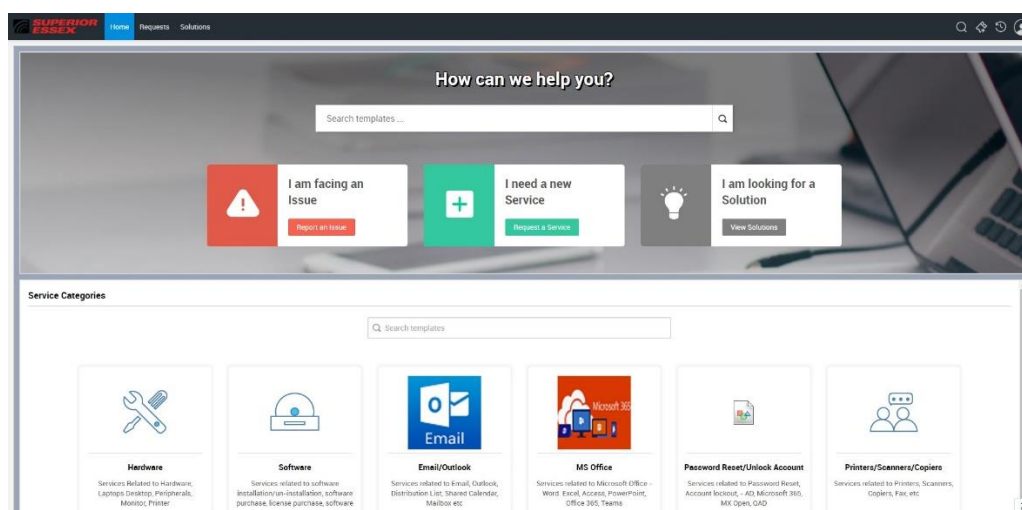 SUPERIOR
ESSEX
Home Requests Solutions
How can we help you?
Search templates ...
I am facing an
Issue
Report an Issue
I need a new
Service
Request a Service
I am looking for a
Solution
View Solutions
Service Categories
Search templates
Email
Microsoft 365
Hardware
Services Related to Hardware,
Laptops Desktop, Peripherals,
Monitor, Printer
Software
Services related to software
installation/un-installation, software
purchase, license purchase, software
Email/Outlook
Services related to Email, Outlook,
Distribution List, Shared Calendar,
Mailbox etc
MS Office
Services related to Microsoft Office -
Word, Excel, Access, PowerPoint,
Office 365, Teams
Password Reset/Unlock Account
Services related to Password Reset,
Account lockout, - AD, Microsoft 365,
MX Open, QAD
Printers/Scanners/Copiers
Services related to Printers, Scanners,
Copiers, Fax, etc